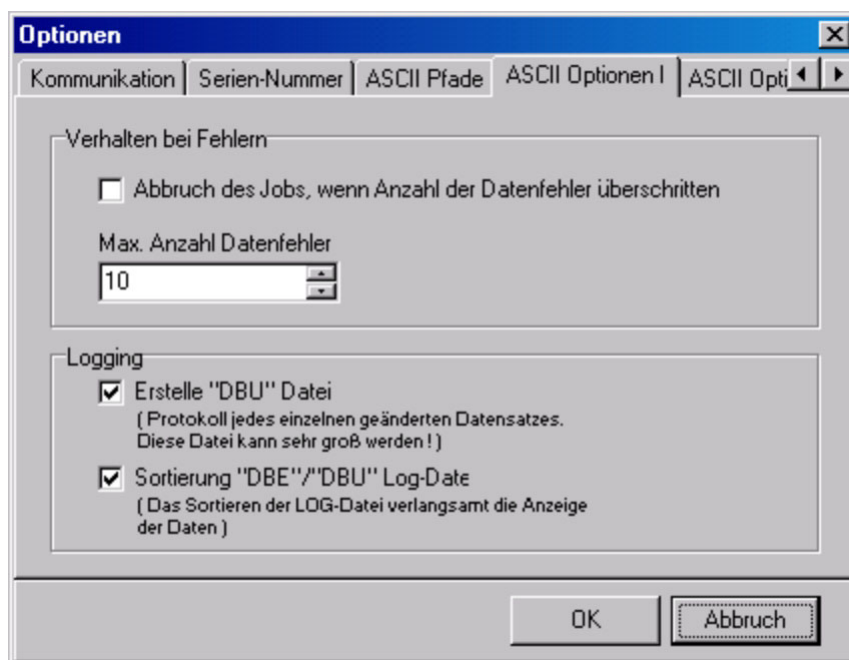 Optionen
Kommunikation Serien-Nummer ASCII Pfade ASCII Optionen I ASCII Opti
Verhalten bei Fehlern
Abbruch des Jobs, wenn Anzahl der Datenfehler überschritten
Max. Anzahl Datenfehler
10
Logging
Erstelle "DBU" Datei
( Protokoll jedes einzelnen geänderten Datensatzes.
Diese Datei kann sehr groß werden ! )
Sortierung "DBE"/"DBU" Log-Date
( Das Sortieren der LOG-Datei verlangsamt die Anzeige
der Daten )
OK Abbruch